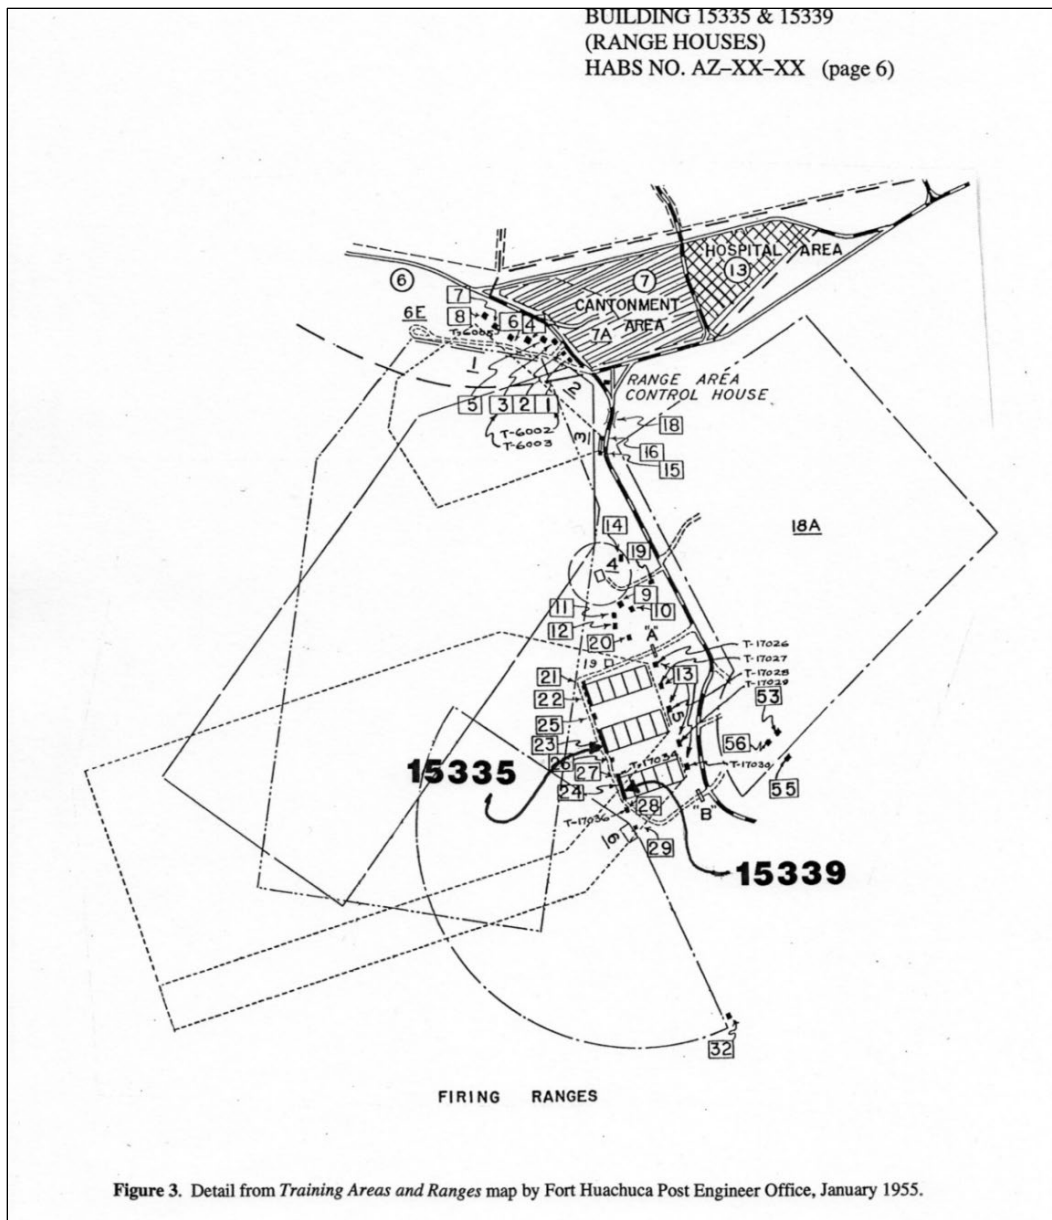 BUILDING 15335 & 15339
(RANGE HOUSES)
HABS NO. AZ–XX–XX (page 6)
HOSPITAL AREA
13
6
7
7
CANTONMENT
AREA
7A
8
6E
6
4
1
2
RANGE AREA
CONTROL HOUSE
5
3
2
1
T-6002
T-6003
3
18
16
15
14
18A
19
4
9
11
10
12
20
"A"
T-17026
19
T-17027
21
13
T-17028
22
T-17029
53
25
5
23
56
26
T-17034
15335
27
T-17030
55
24
28
"B"
T-17036
6
29
15339
32
FIRING RANGES
Figure 3. Detail from Training Areas and Ranges map by Fort Huachuca Post Engineer Office, January 1955.